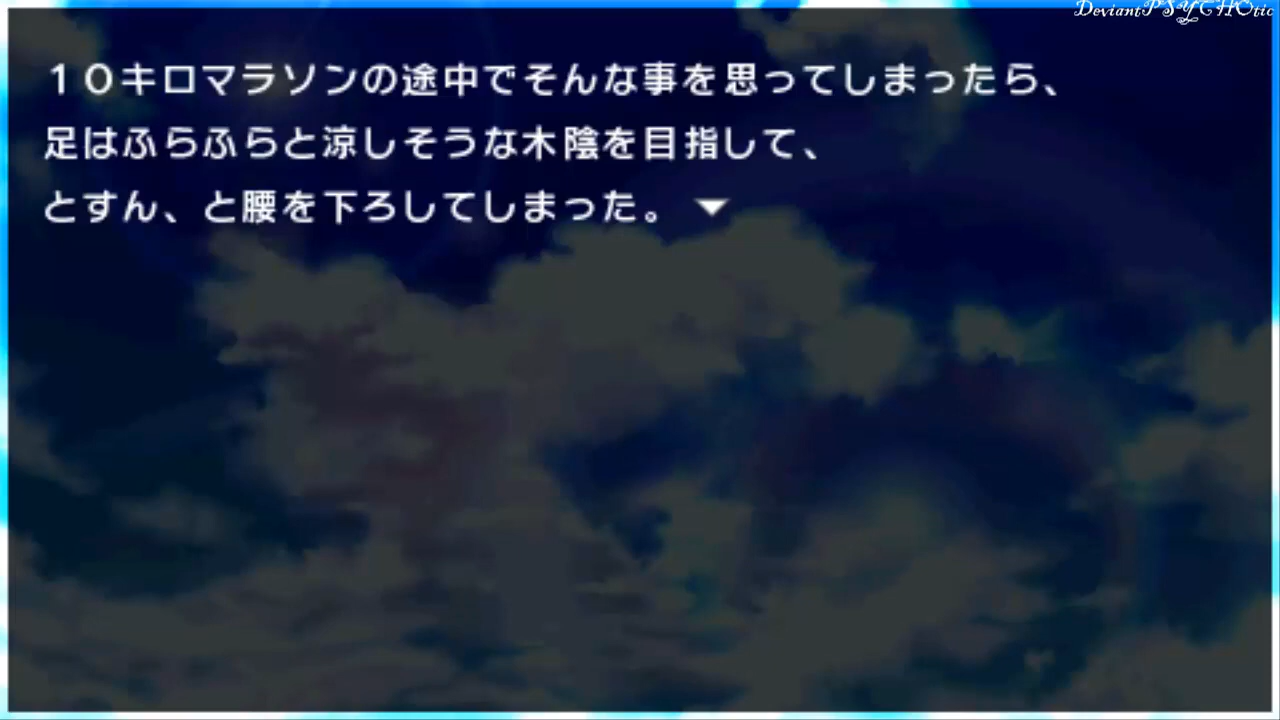 DeviantPSYCHOtic
１０キロマラソンの途中でそんな事を思ってしまったら、
足はふらふらと涼しそうな木陰を目指して、
とすん、と腰を下ろしてしまった。